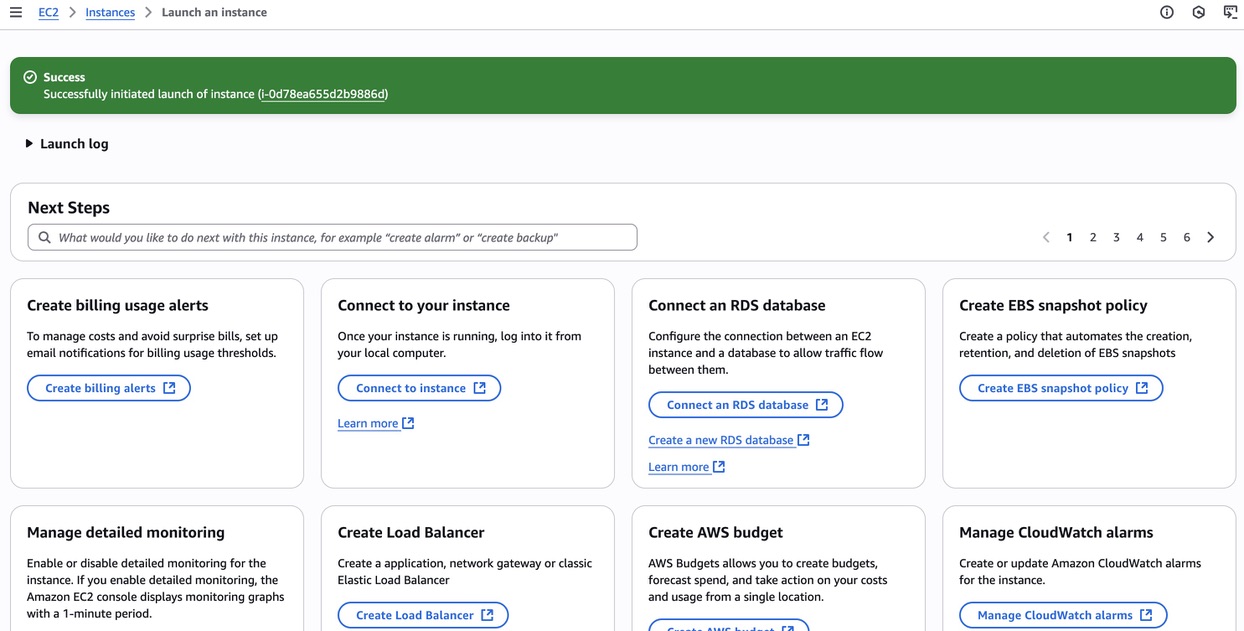 EC2 > Instances > Launch an instance
Success
Successfully initiated launch of instance (i-0d78ea655d2b9886d)
Launch log
Next Steps
What would you like to do next with this instance, for example “create alarm” or “create backup”
1 2 3 4 5 6
Create billing usage alerts
To manage costs and avoid surprise bills, set up
email notifications for billing usage thresholds.
Create billing alerts
Connect to your instance
Once your instance is running, log into it from
your local computer.
Connect to instance
Learn more
Connect an RDS database
Configure the connection between an EC2
instance and a database to allow traffic flow
between them.
Connect an RDS database
Create a new RDS database
Learn more
Create EBS snapshot policy
Create a policy that automates the creation,
retention, and deletion of EBS snapshots
Create EBS snapshot policy
Manage detailed monitoring
Enable or disable detailed monitoring for the
instance. If you enable detailed monitoring, the
Amazon EC2 console displays monitoring graphs
with a 1-minute period.
Create Load Balancer
Create a application, network gateway or classic
Elastic Load Balancer
Create Load Balancer
Create AWS budget
AWS Budgets allows you to create budgets,
forecast spend, and take action on your costs
and usage from a single location.
Create AWS budget
Manage CloudWatch alarms
Create or update Amazon CloudWatch alarms
for the instance.
Manage CloudWatch alarms